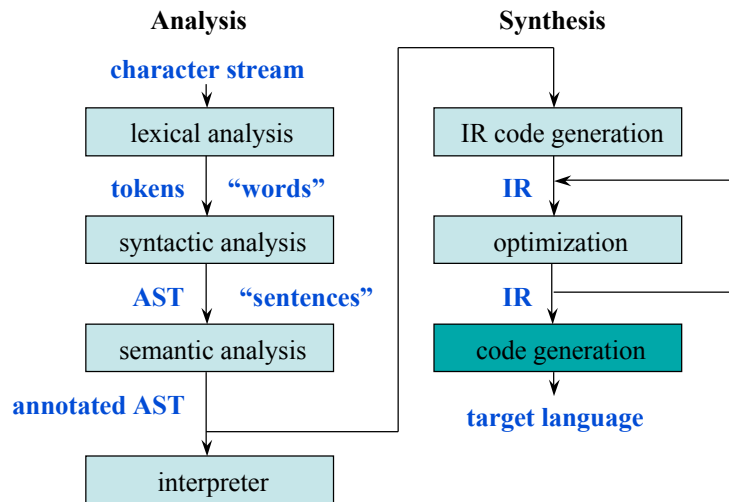 Analysis
character stream
lexical analysis
tokens “words”
syntactic analysis
AST “sentences”
semantic analysis
annotated AST
interpreter
Synthesis
IR code generation
IR
optimization
IR
code generation
target language